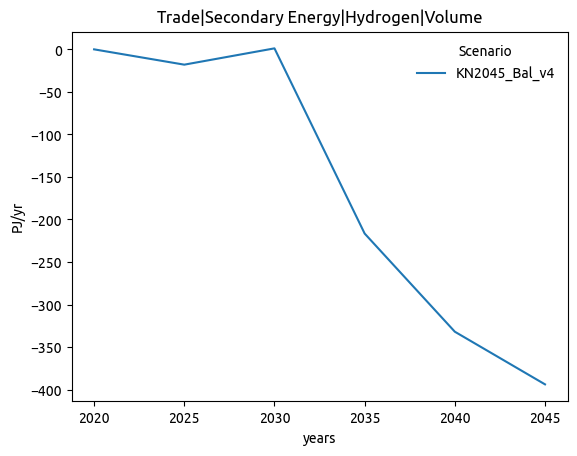 Trade|Secondary Energy|Hydrogen|Volume
Scenario
KN2045_Bal_v4
PJ/yr
0
−50
−100
−150
−200
−250
−300
−350
−400
2020 2025 2030 2035 2040 2045
years